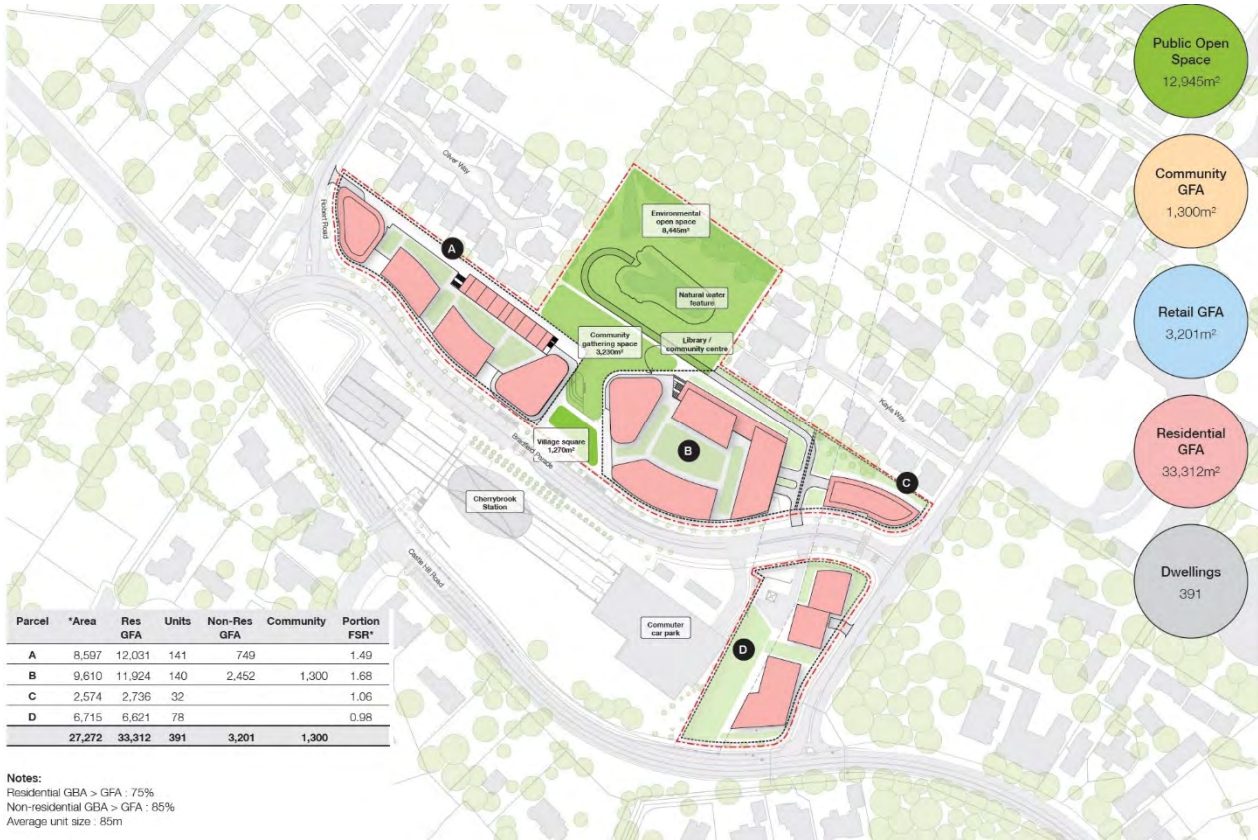 Public Open
Space
12,945m²
Community
GFA
1,300m²
Retail GFA
3,201m²
Residential
GFA
33,312m²
Dwellings
391
Oliver Way
Robert Road
A
Environmental
open space
8,445m²
Natural water
feature
Community
gathering space
3,230m²
Library /
community centre
Kayla Way
Village square
1,270m²
Bradfield Parade
B
C
Cherrybrook
Station
Castle Hill Road
Commuter
car park
D
Parcel *Area Res GFA Units Non-Res GFA Community Portion FSR*
A 8,597 12,031 141 749 1.49
B 9,610 11,924 140 2,452 1,300 1.68
C 2,574 2,736 32 1.06
D 6,715 6,621 78 0.98
27,272 33,312 391 3,201 1,300
Notes:
Residential GBA > GFA : 75%
Non-residential GBA > GFA : 85%
Average unit size : 85m